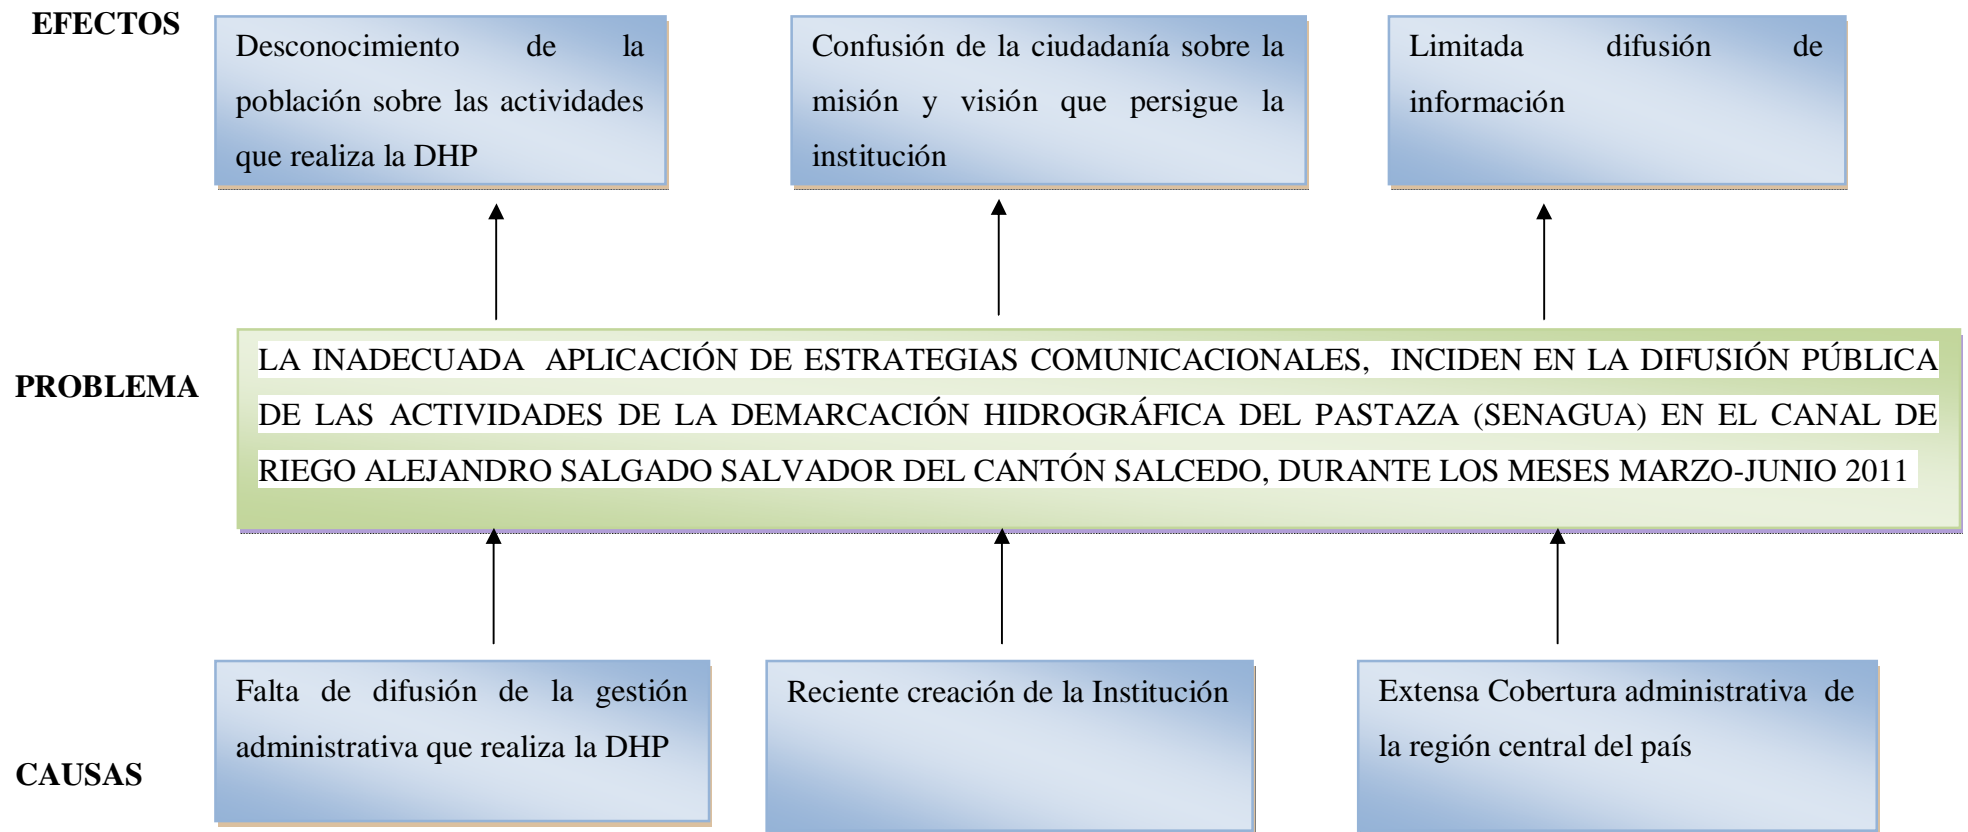 EFECTOS
Desconocimiento de la
población sobre las actividades
que realiza la DHP
Confusión de la ciudadanía sobre la
misión y visión que persigue la
institución
Limitada difusión de
información
PROBLEMA
LA INADECUADA APLICACIÓN DE ESTRATEGIAS COMUNICACIONALES, INCIDEN EN LA DIFUSIÓN PÚBLICA
DE LAS ACTIVIDADES DE LA DEMARCACIÓN HIDROGRÁFICA DEL PASTAZA (SENAGUA) EN EL CANAL DE
RIEGO ALEJANDRO SALGADO SALVADOR DEL CANTÓN SALCEDO, DURANTE LOS MESES MARZO-JUNIO 2011
Falta de difusión de la gestión
administrativa que realiza la DHP
Reciente creación de la Institución
Extensa Cobertura administrativa de
la región central del país
CAUSAS